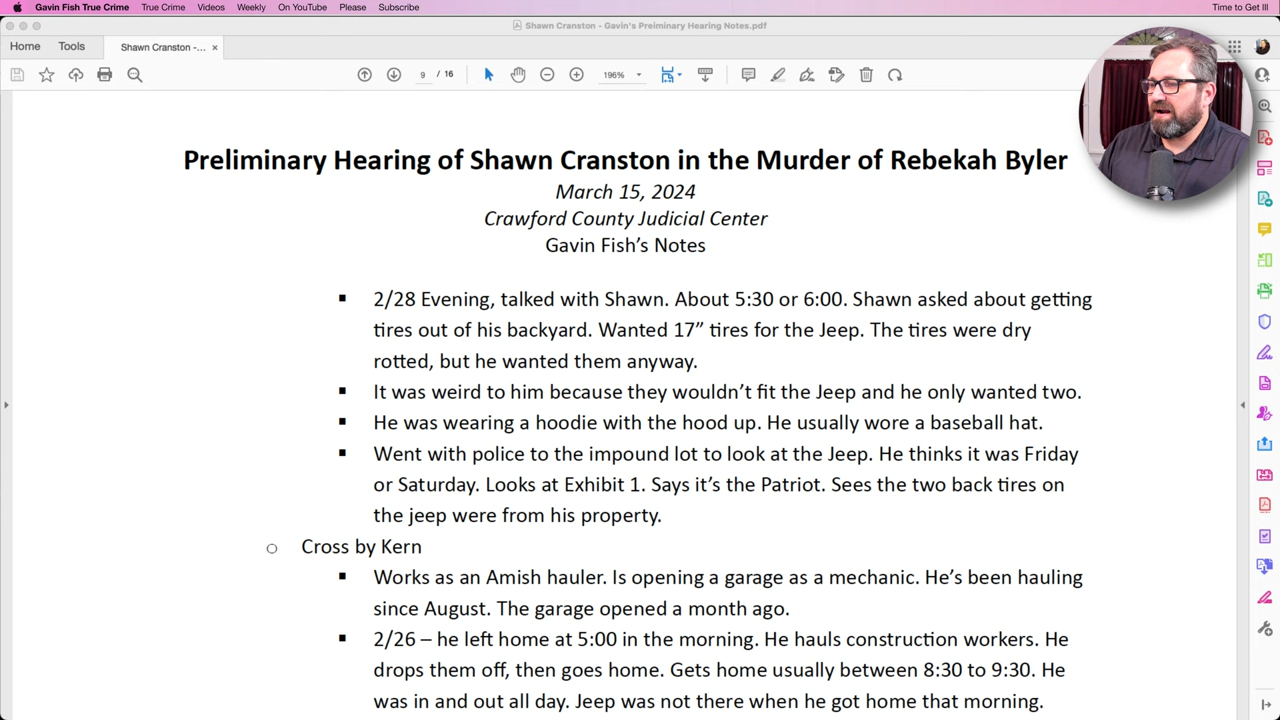 Gavin Fish True Crime True Crime Videos Weekly On YouTube Please Subscribe Time to Get Ill
Shawn Cranston - Gavin's Preiminary Hearing Notes.pdf
Home Tools Shawn Cranston -... ×
9 / 16 196%
Preliminary Hearing of Shawn Cranston in the Murder of Rebekah Byler
March 15, 2024
Crawford County Judicial Center
Gavin Fish’s Notes
▪ 2/28 Evening, talked with Shawn. About 5:30 or 6:00. Shawn asked about getting
tires out of his backyard. Wanted 17” tires for the Jeep. The tires were dry
rotted, but he wanted them anyway.
▪ It was weird to him because they wouldn’t fit the Jeep and he only wanted two.
▪ He was wearing a hoodie with the hood up. He usually wore a baseball hat.
▪ Went with police to the impound lot to look at the Jeep. He thinks it was Friday
or Saturday. Looks at Exhibit 1. Says it’s the Patriot. Sees the two back tires on
the jeep were from his property.
○ Cross by Kern
▪ Works as an Amish hauler. Is opening a garage as a mechanic. He’s been hauling
since August. The garage opened a month ago.
▪ 2/26 – he left home at 5:00 in the morning. He hauls construction workers. He
drops them off, then goes home. Gets home usually between 8:30 to 9:30. He
was in and out all day. Jeep was not there when he got home that morning.